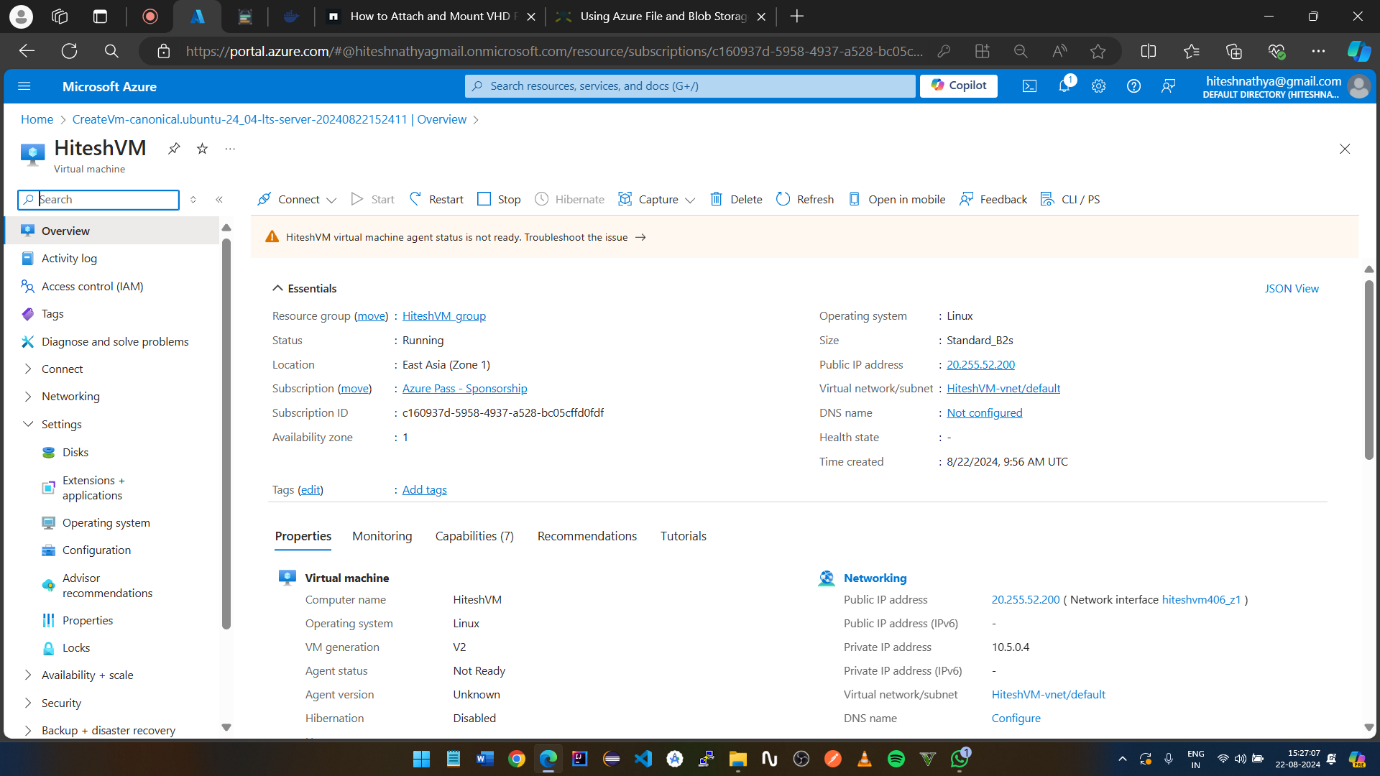 How to Attach and Mount VHD F
Using Azure File and Blob Storag
https://portal.azure.com/#@hiteshnathyagmail.onmicrosoft.com/resource/subscriptions/c160937d-5958-4937-a528-bc05c...
Microsoft Azure
Search resources, services, and docs (G+/)
Copilot
1
hiteshnathya@gmail.com
DEFAULT DIRECTORY (HITESHNA...
Home > CreateVm-canonical.ubuntu-24_04-lts-server-20240822152411 | Overview >
HiteshVM
Virtual machine
Search
Connect
Start
Restart
Stop
Hibernate
Capture
Delete
Refresh
Open in mobile
Feedback
CLI / PS
Overview
Activity log
Access control (IAM)
Tags
Diagnose and solve problems
Connect
Networking
Settings
Disks
Extensions +
applications
Operating system
Configuration
Advisor
recommendations
Properties
Locks
Availability + scale
Security
Backup + disaster recovery
HiteshVM virtual machine agent status is not ready. Troubleshoot the issue →
Essentials
JSON View
Resource group (move) : HiteshVM_group
Status : Running
Location : East Asia (Zone 1)
Subscription (move) : Azure Pass - Sponsorship
Subscription ID : c160937d-5958-4937-a528-bc05cffd0fdf
Availability zone : 1
Operating system : Linux
Size : Standard_B2s
Public IP address : 20.255.52.200
Virtual network/subnet : HiteshVM-vnet/default
DNS name : Not configured
Health state : -
Time created : 8/22/2024, 9:56 AM UTC
Tags (edit) : Add tags
Properties
Monitoring
Capabilities (7)
Recommendations
Tutorials
Virtual machine
Computer name HiteshVM
Operating system Linux
VM generation V2
Agent status Not Ready
Agent version Unknown
Hibernation Disabled
Networking
Public IP address 20.255.52.200 ( Network interface hiteshvm406_z1 )
Public IP address (IPv6) -
Private IP address 10.5.0.4
Private IP address (IPv6) -
Virtual network/subnet HiteshVM-vnet/default
DNS name Configure
1
ENG
IN
15:27:07
22-08-2024